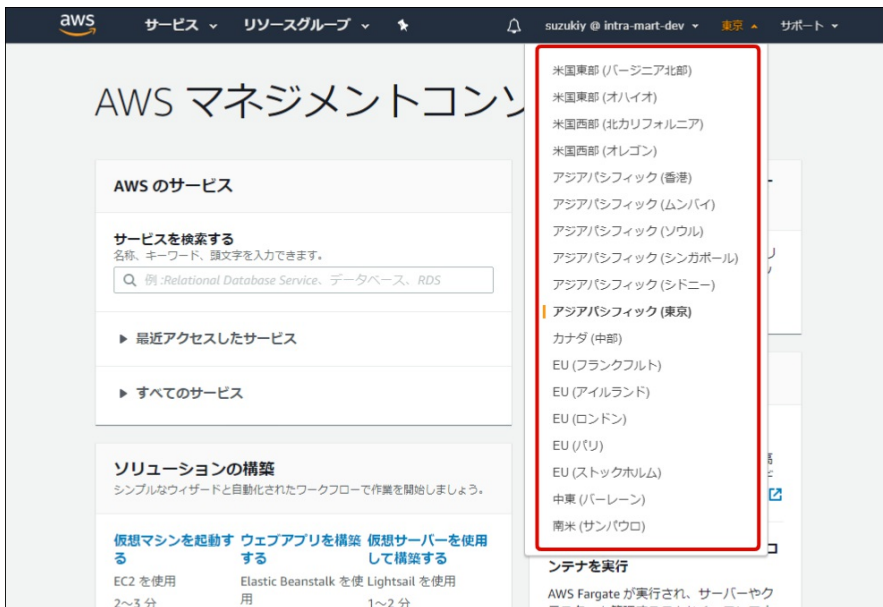 aws サービス リソースグループ suzukiy @ intra-mart-dev 東京 サポート
AWS マネジメントコンソ
米国東部 (バージニア北部)
米国東部 (オハイオ)
米国西部 (北カリフォルニア)
米国西部 (オレゴン)
アジアパシフィック (香港)
アジアパシフィック (ムンバイ)
アジアパシフィック (ソウル)
アジアパシフィック (シンガポール)
アジアパシフィック (シドニー)
アジアパシフィック (東京)
カナダ (中部)
EU (フランクフルト)
EU (アイルランド)
EU (ロンドン)
EU (パリ)
EU (ストックホルム)
中東 (バーレーン)
南米 (サンパウロ)
AWS のサービス
サービスを検索する
名称、キーワード、頭文字を入力できます。
例 :Relational Database Service、データベース、RDS
最近アクセスしたサービス
すべてのサービス
ソリューションの構築
シンプルなウィザードと自動化されたワークフローで作業を開始しましょう。
仮想マシンを起動す ウェブアプリを構築 仮想サーバーを使用
る する して構築する
EC2 を使用 Elastic Beanstalk を使 Lightsail を使用
2～3 分 用 1～2 分
ンテナを実行
AWS Fargate が実行され、サーバーやク